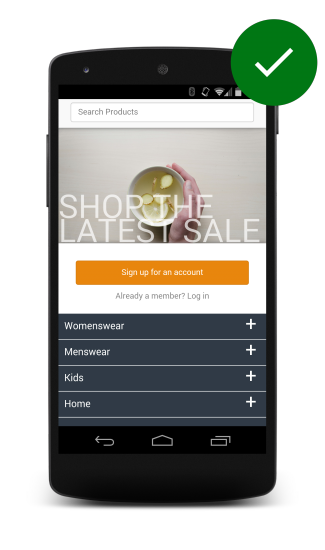 Search Products
SHOP THE
LATEST SALE
Sign up for an account
Already a member? Log in
Womenswear
Menswear
Kids
Home